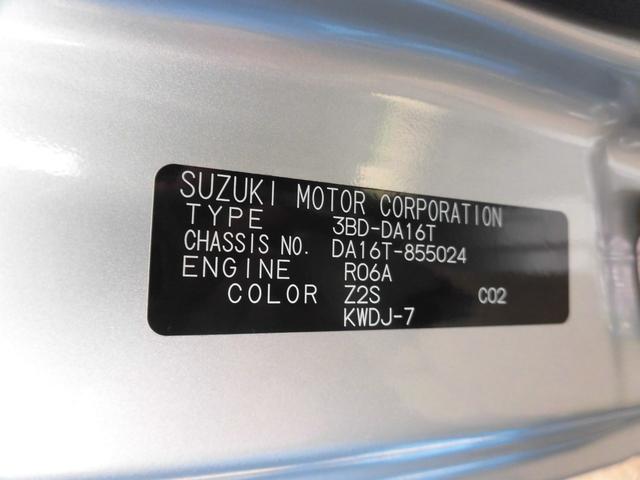 SUZUKI MOTOR CORPORATION
TYPE 3BD-DA16T
CHASSIS NO. DA16T-855024
ENGINE R06A
COLOR Z2S C02
KWDJ-7